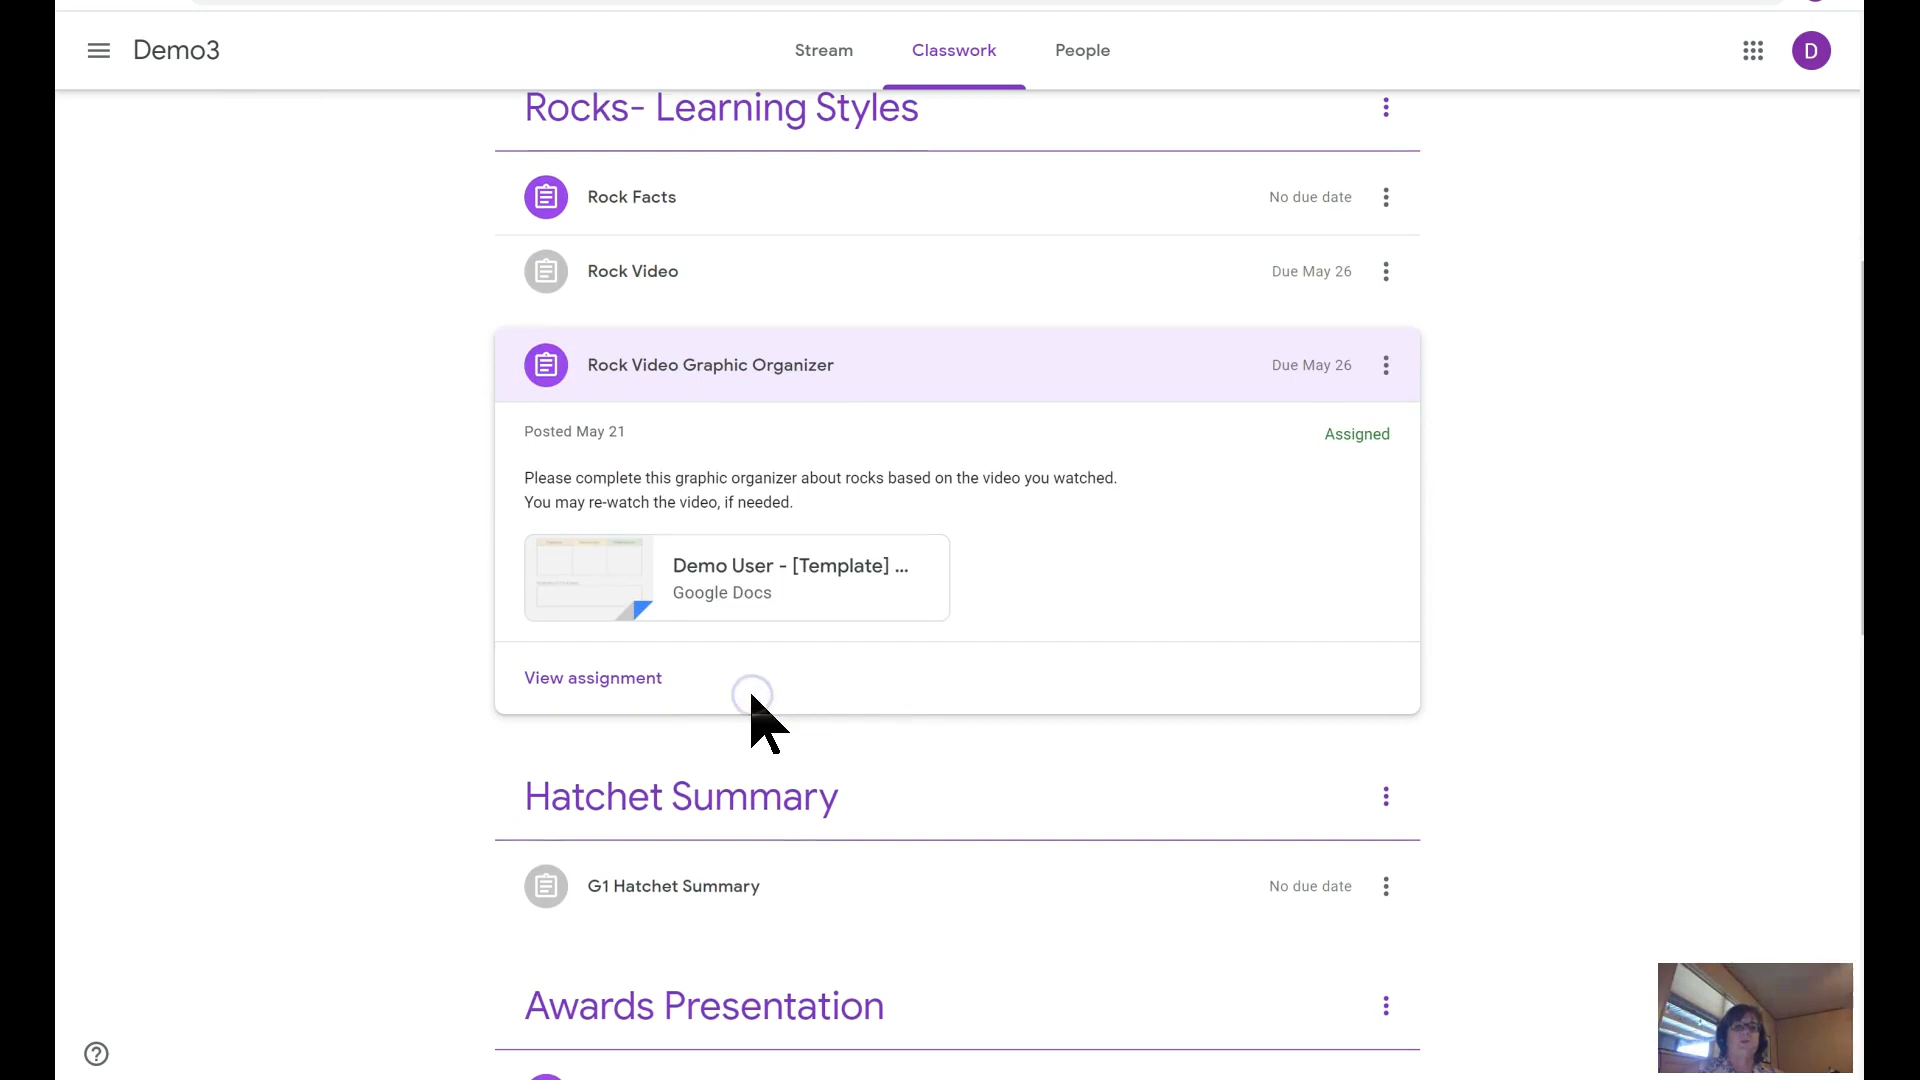 Demo3
Stream
Classwork
People
D
Rocks- Learning Styles
Rock Facts
No due date
Rock Video
Due May 26
Rock Video Graphic Organizer
Due May 26
Posted May 21
Assigned
Please complete this graphic organizer about rocks based on the video you watched.
You may re-watch the video, if needed.
Demo User - [Template] ...
Google Docs
View assignment
Hatchet Summary
G1 Hatchet Summary
No due date
Awards Presentation